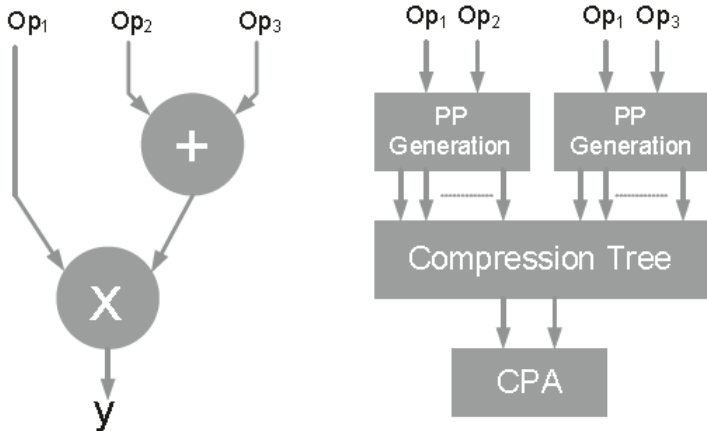 Op₁ Op₂ Op₃
+
X
y
Op₁ Op₂ Op₁ Op₃
PP Generation
PP Generation
Compression Tree
CPA